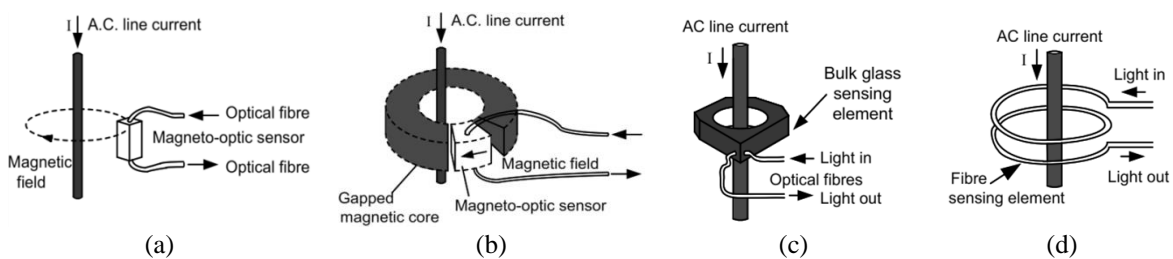 I A.C. line current
Optical fibre
Magneto-optic sensor
Optical fibre
Magnetic
field
(a)
I A.C. line current
Magnetic field
Gapped
magnetic core
Magneto-optic sensor
(b)
AC line current
I
Bulk glass
sensing
element
Light in
Optical fibres
Light out
(c)
AC line current
I
Light in
Light out
Fibre
sensing element
(d)